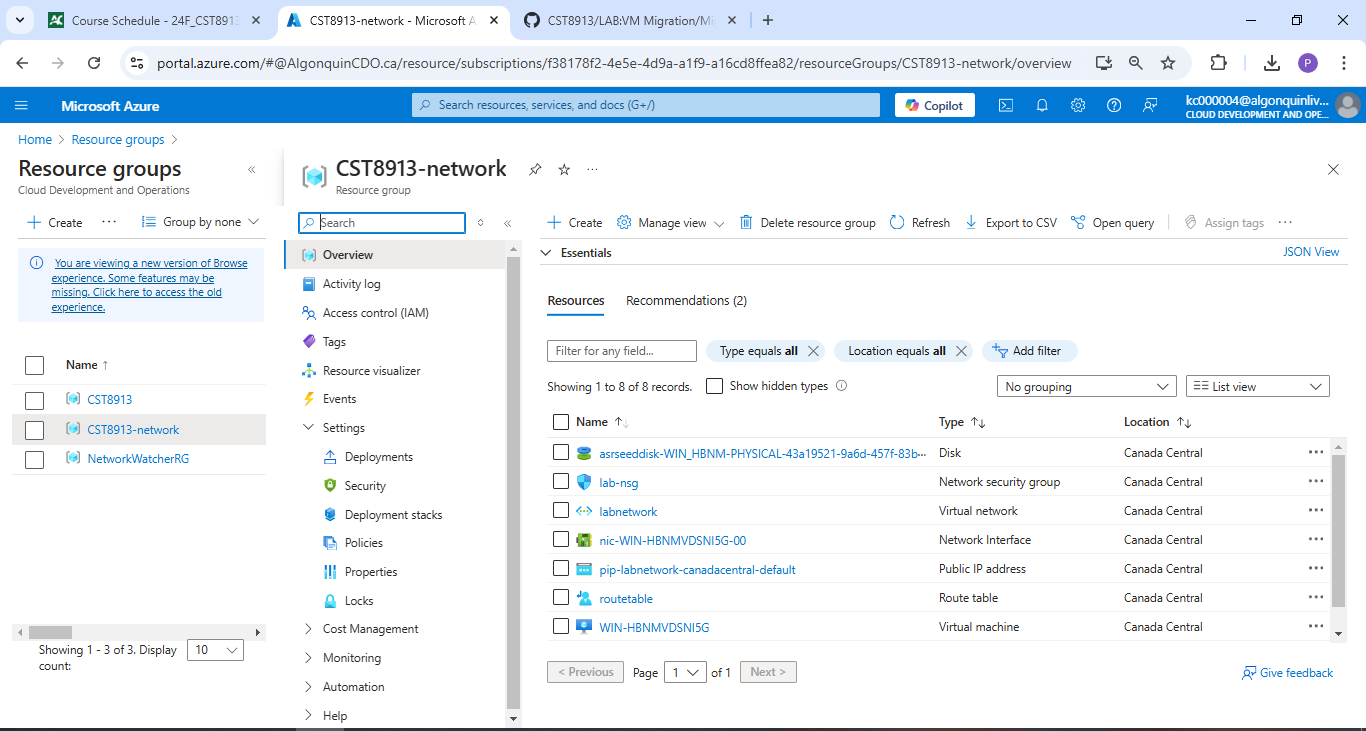 Course Schedule - 24F_CST8913
CST8913-network - Microsoft A
CST8913/LAB:VM Migration/Mi
portal.azure.com/#@AlgonquinCDO.ca/resource/subscriptions/f38178f2-4e5e-4d9a-a1f9-a16cd8ffea82/resourceGroups/CST8913-network/overview
P
Microsoft Azure
Search resources, services, and docs (G+/)
Copilot
kc000004@algonquinliv...
CLOUD DEVELOPMENT AND OPE...
Home > Resource groups >
Resource groups
Cloud Development and Operations
Create
Group by none
You are viewing a new version of Browse
experience. Some features may be
missing. Click here to access the old
experience.
Name ↑
CST8913
CST8913-network
NetworkWatcherRG
Showing 1 - 3 of 3. Display
count:
10
CST8913-network
Resource group
Search
Overview
Activity log
Access control (IAM)
Tags
Resource visualizer
Events
Settings
Deployments
Security
Deployment stacks
Policies
Properties
Locks
Cost Management
Monitoring
Automation
Help
Create
Manage view
Delete resource group
Refresh
Export to CSV
Open query
Assign tags
Essentials
JSON View
Resources
Recommendations (2)
Filter for any field...
Type equals all
Location equals all
Add filter
Showing 1 to 8 of 8 records.
Show hidden types
No grouping
List view
Name ↑↓ Type ↑↓ Location ↑↓
asrseeddisk-WIN_HBNM-PHYSICAL-43a19521-9a6d-457f-83b... Disk Canada Central
lab-nsg Network security group Canada Central
labnetwork Virtual network Canada Central
nic-WIN-HBNMVDSNI5G-00 Network Interface Canada Central
pip-labnetwork-canadacentral-default Public IP address Canada Central
routetable Route table Canada Central
WIN-HBNMVDSNI5G Virtual machine Canada Central
< Previous
Page 1 of 1
Next >
Give feedback